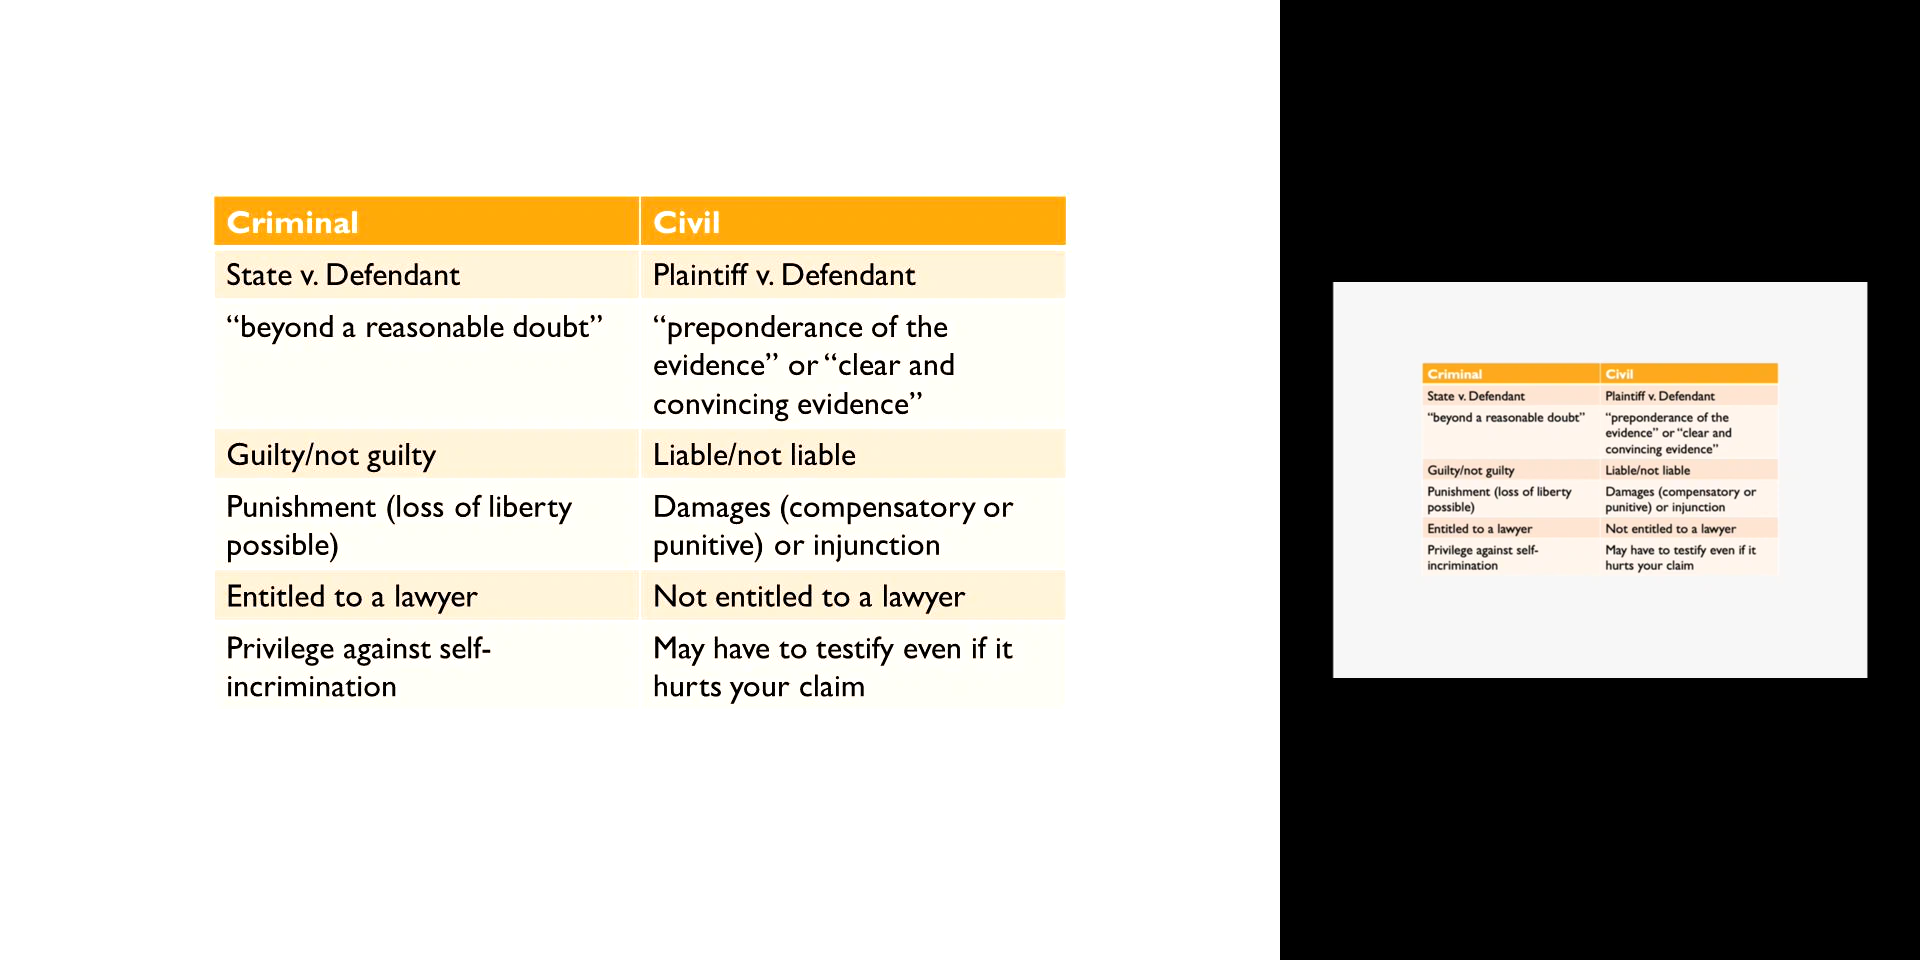 Criminal
Civil
State v. Defendant
Plaintiff v. Defendant
“beyond a reasonable doubt”
“preponderance of the
evidence” or “clear and
convincing evidence”
Guilty/not guilty
Liable/not liable
Punishment (loss of liberty
possible)
Damages (compensatory or
punitive) or injunction
Entitled to a lawyer
Not entitled to a lawyer
Privilege against self-
incrimination
May have to testify even if it
hurts your claim
Criminal
Civil
State v. Defendant
Plaintiff v. Defendant
“beyond a reasonable doubt”
“preponderance of the
evidence” or “clear and
convincing evidence”
Guilty/not guilty
Liable/not liable
Punishment (loss of liberty
possible)
Damages (compensatory or
punitive) or injunction
Entitled to a lawyer
Not entitled to a lawyer
Privilege against self-
incrimination
May have to testify even if it
hurts your claim